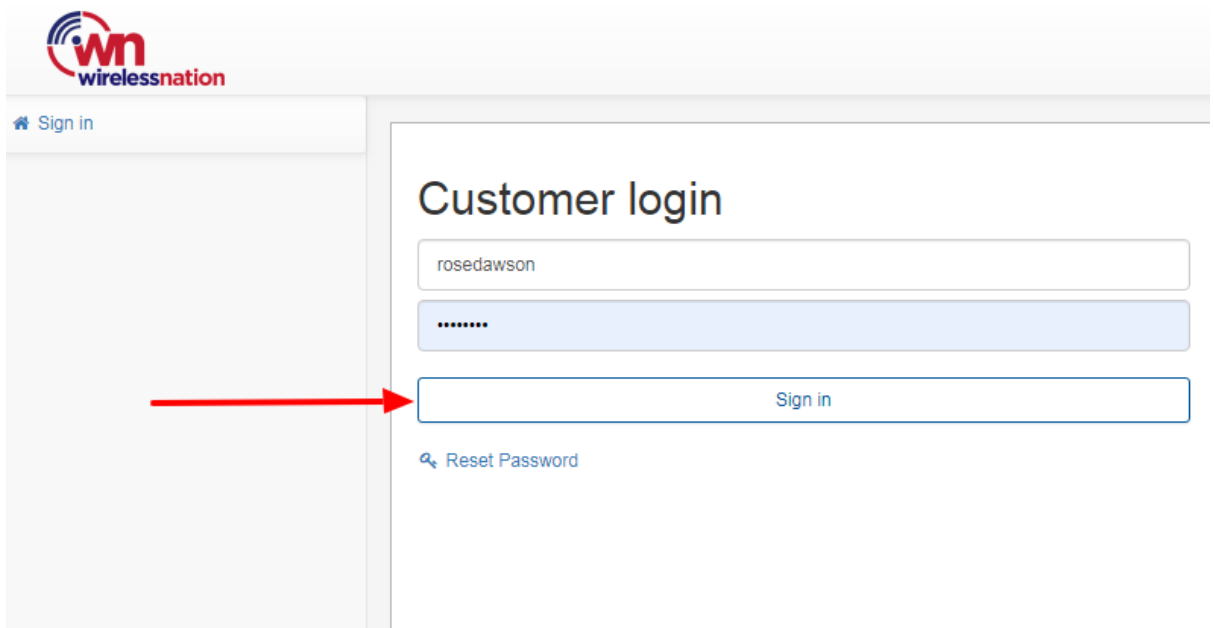 wn
wirelessnation
Sign in
Customer login
rosedawson
••••••••
Sign in
Reset Password